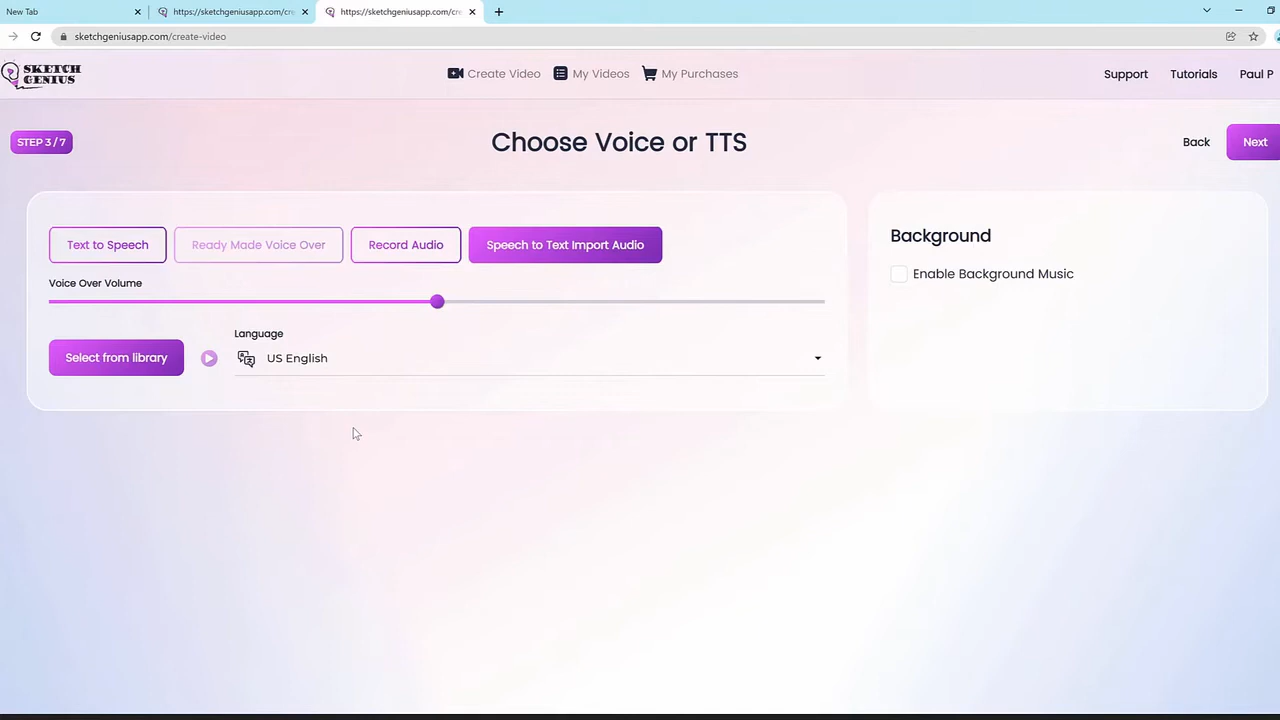 New Tab
https://sketchgeniusapp.com/cre
https://sketchgeniusapp.com/cre
sketchgeniusapp.com/create-video
SKETCH GENIUS
Create Video
My Videos
My Purchases
Support
Tutorials
Paul P
STEP 3 / 7
Choose Voice or TTS
Back
Next
Text to Speech
Ready Made Voice Over
Record Audio
Speech to Text Import Audio
Voice Over Volume
Select from library
Language
US English
Background
Enable Background Music